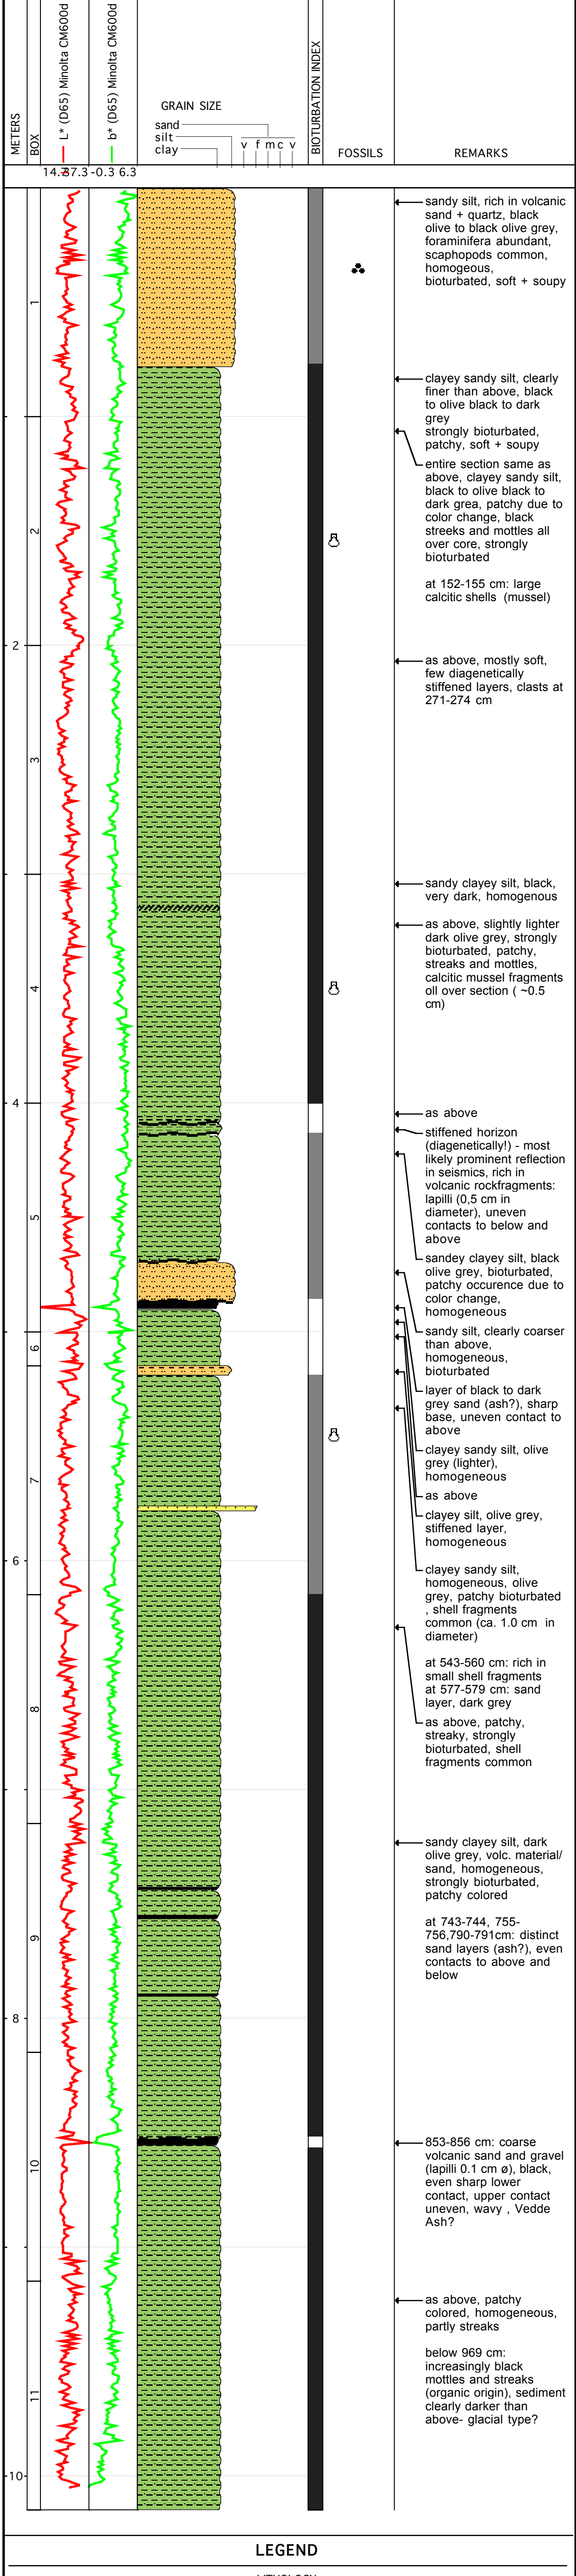 METERS
BOX
L* (D65) Minolta CM600d
b* (D65) Minolta CM600d
GRAIN SIZE
sand
silt
clay
v f m c v
BIOTURBATION INDEX
FOSSILS
REMARKS
-0.3 6.3
sandy silt, rich in volcanic
sand + quartz, black
olive to black olive grey,
foraminifera abundant,
scaphopods common,
homogeous,
bioturbated, soft + soupy
1
clayey sandy silt, clearly
finer than above, black
to olive black to dark
grey
strongly bioturbated,
patchy, soft + soupy
entire section same as
above, clayey sandy silt,
black to olive black to
dark grea, patchy due to
color change, black
streeks and mottles all
over core, strongly
bioturbated
at 152-155 cm: large
calcitic shells (mussel)
2
2
as above, mostly soft,
few diagenetically
stiffened layers, clasts at
271-274 cm
3
sandy clayey silt, black,
very dark, homogenous
as above, slightly lighter
dark olive grey, strongly
bioturbated, patchy,
streaks and mottles,
calcitic mussel fragments
oll over section ( ~0.5
cm)
4
4
as above
stiffened horizon
(diagenetically!) - most
likely prominent reflection
in seismics, rich in
volcanic rockfragments:
lapilli (0,5 cm in
diameter), uneven
contacts to below and
above
5
sandey clayey silt, black
olive grey, bioturbated,
patchy occurence due to
color change,
homogeneous
sandy silt, clearly coarser
than above,
homogeneous,
bioturbated
6
layer of black to dark
grey sand (ash?), sharp
base, uneven contact to
above
clayey sandy silt, olive
grey (lighter),
homogeneous
7
as above
clayey silt, olive grey,
stiffened layer,
homogeneous
6
clayey sandy silt,
homogeneous, olive
grey, patchy bioturbated
, shell fragments
common (ca. 1.0 cm in
diameter)
at 543-560 cm: rich in
small shell fragments
at 577-579 cm: sand
layer, dark grey
8
as above, patchy,
streaky, strongly
bioturbated, shell
fragments common
sandy clayey silt, dark
olive grey, volc. material/
sand, homogeneous,
strongly bioturbated,
patchy colored
at 743-744, 755-
756,790-791cm: distinct
sand layers (ash?), even
contacts to above and
below
9
8
853-856 cm: coarse
volcanic sand and gravel
(lapilli 0.1 cm ø), black,
even sharp lower
contact, upper contact
uneven, wavy , Vedde
Ash?
10
as above, patchy
colored, homogeneous,
partly streaks
below 969 cm:
increasingly black
mottles and streaks
(organic origin), sediment
clearly darker than
above- glacial type?
11
10
LEGEND